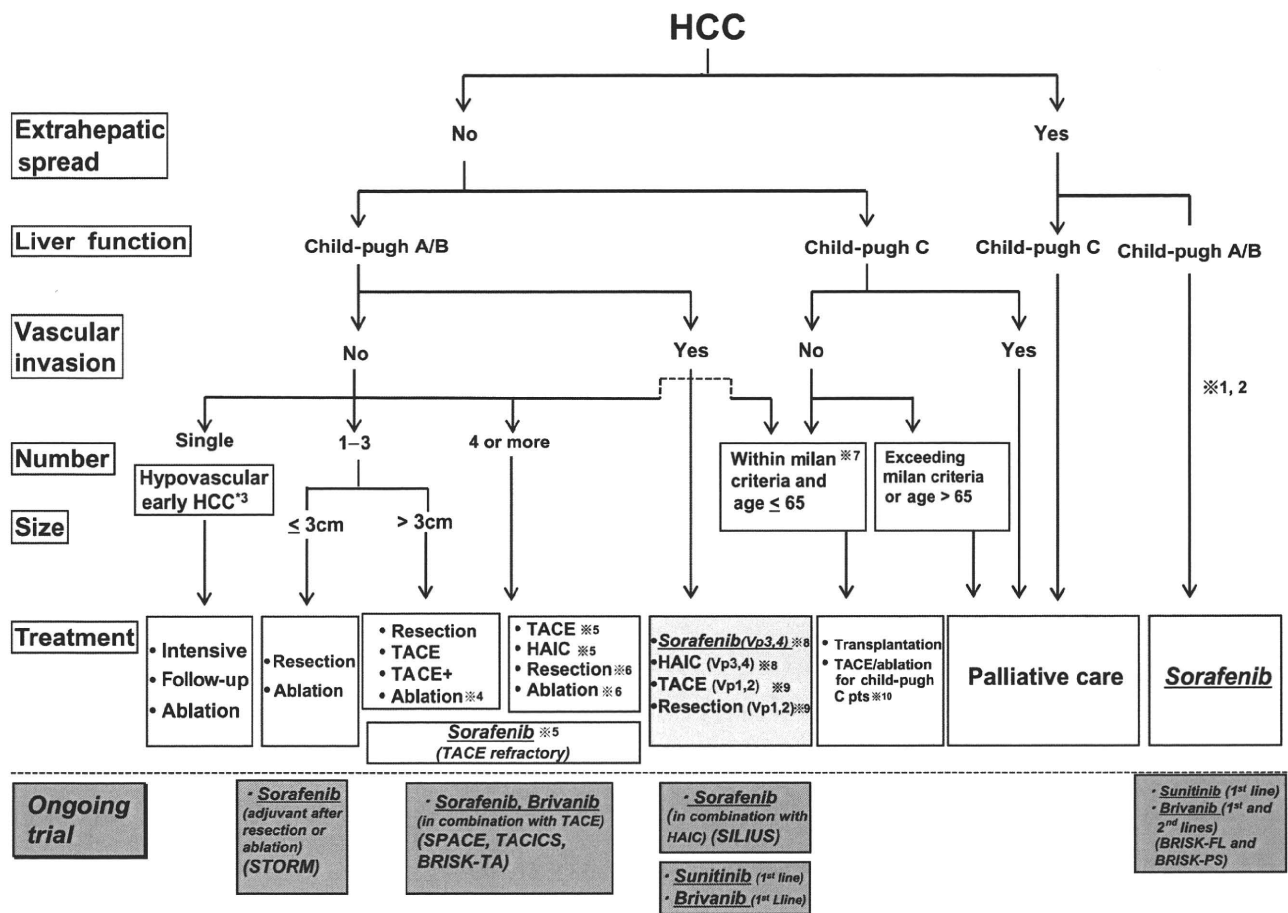 HCC
Extrahepatic
spread
No
Yes
Liver function
Child-pugh A/B
Child-pugh C
Child-pugh C
Child-pugh A/B
Vascular
invasion
No
Yes
No
Yes
※1, 2
Number
Single
1–3
4 or more
Hypovascular
early HCC*3
Within milan ※7
criteria and
age ≤ 65
Exceeding
milan criteria
or age > 65
Size
≤ 3cm
> 3cm
Treatment
• Intensive
• Follow-up
• Ablation
• Resection
• Ablation
• Resection
• TACE
• TACE+
• Ablation ※4
• TACE ※5
• HAIC ※5
• Resection ※6
• Ablation ※6
Sorafenib ※5
(TACE refractory)
• Sorafenib (Vp3,4) ※8
• HAIC (Vp3,4) ※8
• TACE (Vp1,2) ※9
• Resection (Vp1,2) ※9
• Transplantation
• TACE/ablation
for child-pugh
C pts ※10
Palliative care
Sorafenib
Ongoing
trial
· Sorafenib
(adjuvant after
resection or
ablation)
(STORM)
· Sorafenib, Brivanib
(in combination with TACE)
(SPACE, TACICS,
BRISK-TA)
· Sorafenib
(in combination with
HAIC) (SILIUS)
· Sunitinib (1st line)
· Brivanib (1st Lline)
· Sunitinib (1st line)
· Brivanib (1st and
2nd lines)
(BRISK-FL and
BRISK-PS)